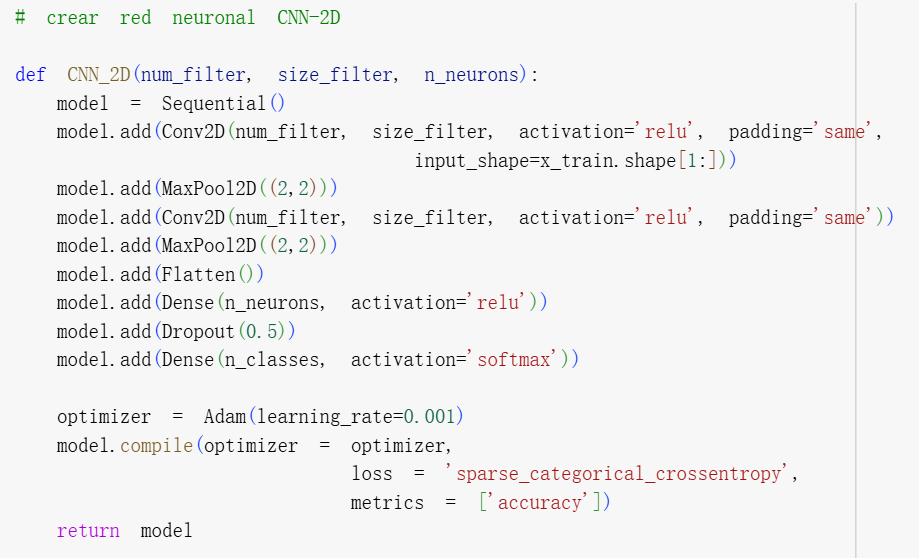 # crear red neuronal CNN-2D
def CNN_2D(num_filter, size_filter, n_neurons):
model = Sequential()
model.add(Conv2D(num_filter, size_filter, activation='relu', padding='same',
input_shape=x_train.shape[1:]))
model.add(MaxPool2D((2,2)))
model.add(Conv2D(num_filter, size_filter, activation='relu', padding='same'))
model.add(MaxPool2D((2,2)))
model.add(Flatten())
model.add(Dense(n_neurons, activation='relu'))
model.add(Dropout(0.5))
model.add(Dense(n_classes, activation='softmax'))
optimizer = Adam(learning_rate=0.001)
model.compile(optimizer = optimizer,
loss = 'sparse_categorical_crossentropy',
metrics = ['accuracy'])
return model